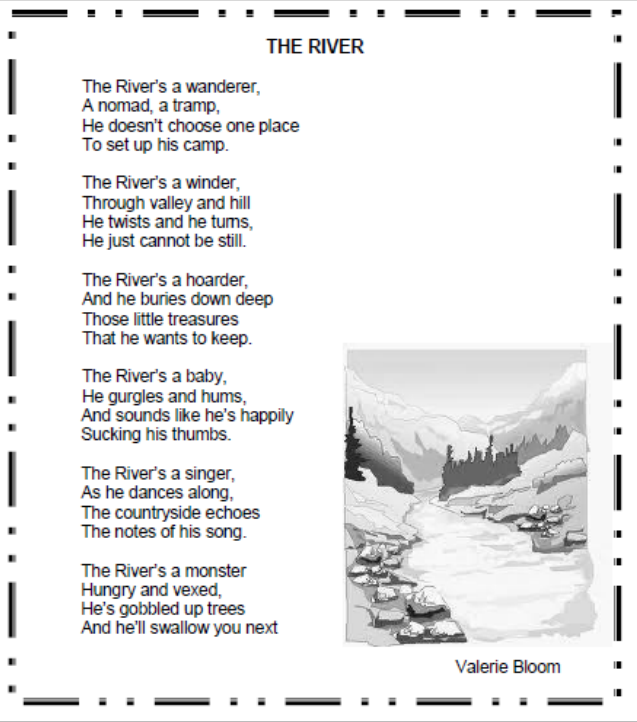 THE RIVER
The River's a wanderer,
A nomad, a tramp,
He doesn't choose one place
To set up his camp.
The River's a winder,
Through valley and hill
He twists and he turns,
He just cannot be still.
The River's a hoarder,
And he buries down deep
Those little treasures
That he wants to keep.
The River's a baby,
He gurgles and hums,
And sounds like he's happily
Sucking his thumbs.
The River's a singer,
As he dances along,
The countryside echoes
The notes of his song.
The River's a monster
Hungry and vexed,
He's gobbled up trees
And he'll swallow you next
Valerie Bloom